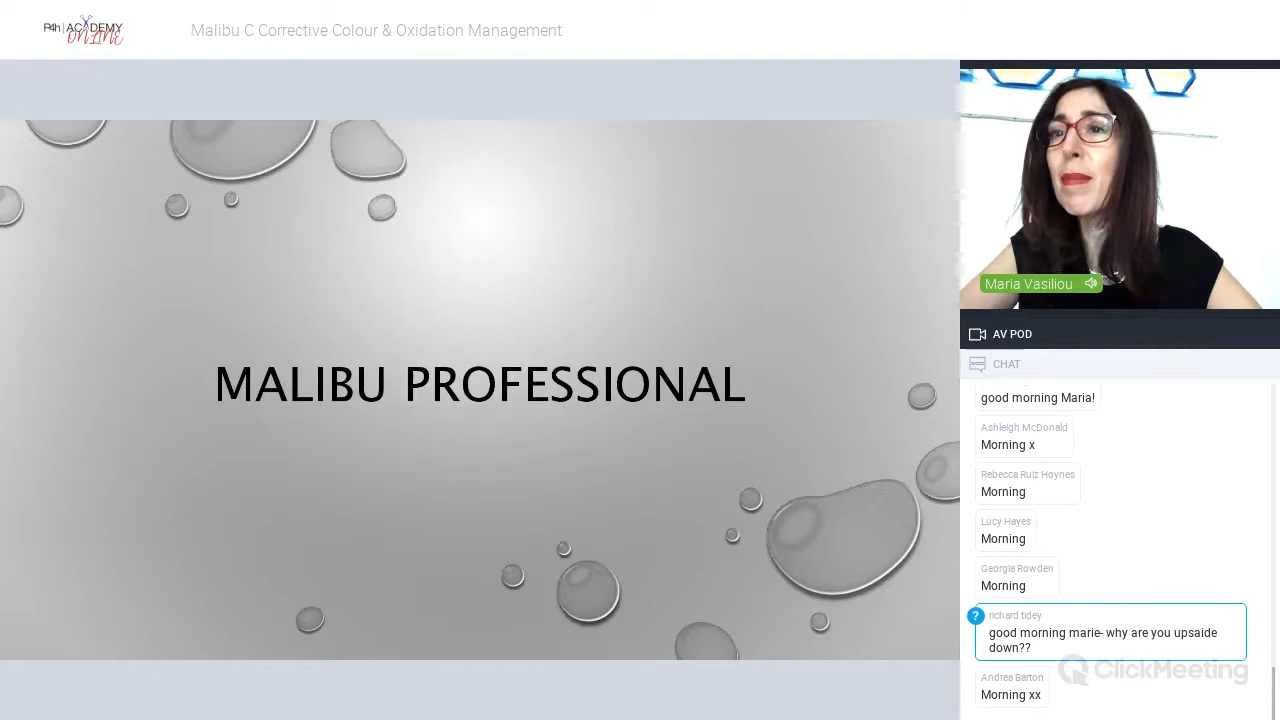 P4h ACADEMY
ONLINE
Malibu C Corrective Colour & Oxidation Management
MALIBU PROFESSIONAL
Maria Vasiliou
AV POD
CHAT
good morning Maria!
Ashleigh McDonald
Morning x
Rebecca Ruiz Hoynes
Morning
Lucy Hayes
Morning
Georgia Rowden
Morning
?
richard tidey
good morning marie- why are you upsaide
down??
ClickMeeting
Andrea Barton
Morning xx